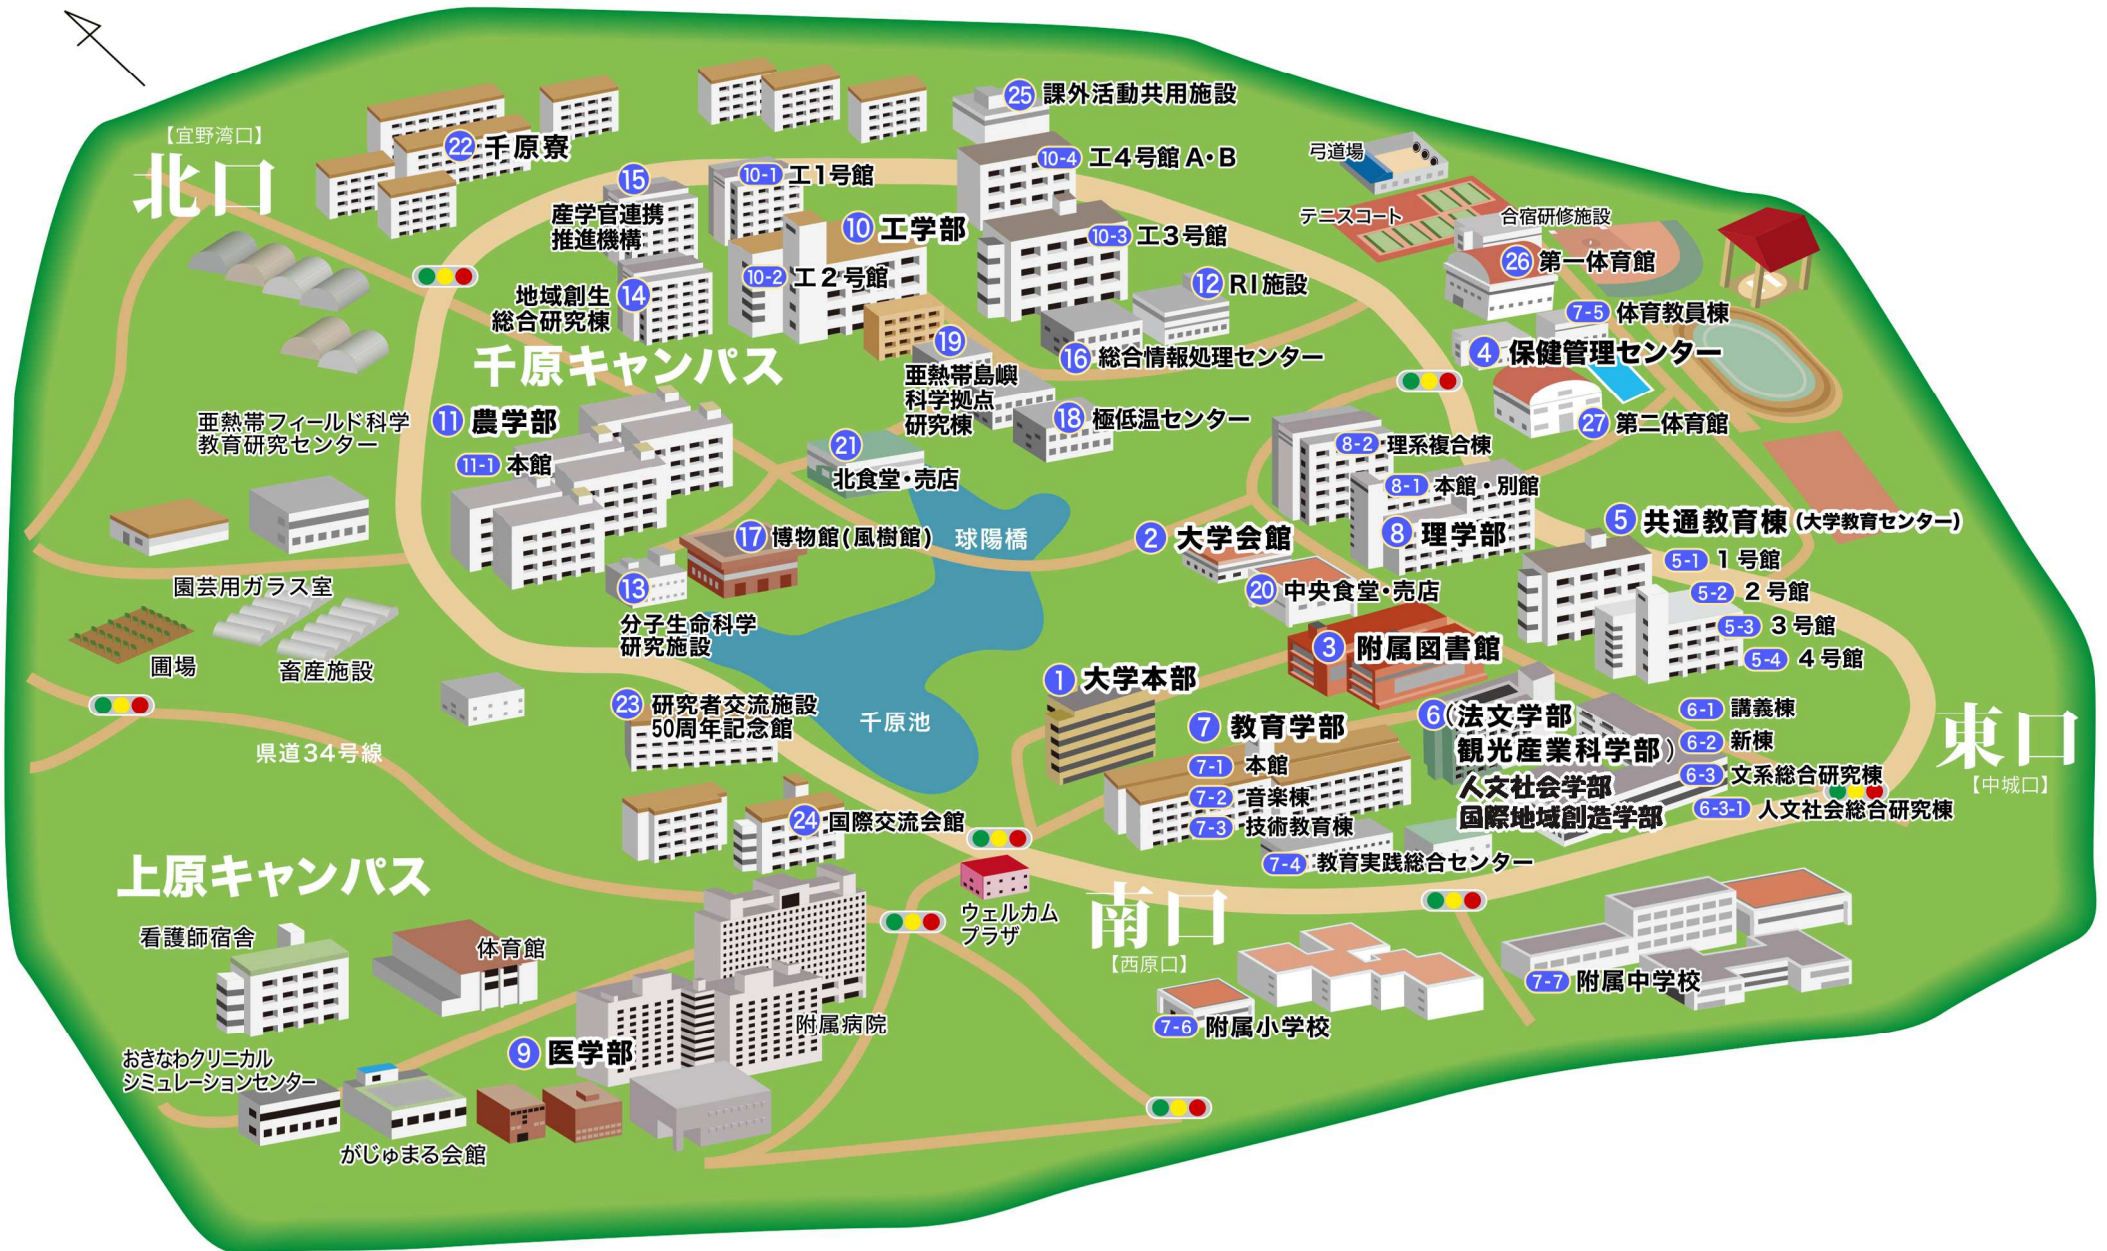 【宜野湾口】
北口
22 千原寮
25 課外活動共用施設
10-4 工4号館 A・B
10-1 工1号館
15
産学官連携
推進機構
10 工学部
10-3 工3号館
10-2 工2号館
14 地域創生
総合研究棟
12 RI施設
16 総合情報処理センター
19
亜熱帯島嶼
科学拠点
研究棟
18 極低温センター
弓道場
テニスコート
合宿研修施設
26 第一体育館
7-5 体育教員棟
4 保健管理センター
27 第二体育館
千原キャンパス
亜熱帯フィールド科学
教育研究センター
11 農学部
11-1 本館
21
北食堂・売店
8-2 理系複合棟
8-1 本館・別館
8 理学部
17 博物館(風樹館)
球陽橋
2 大学会館
20 中央食堂・売店
5 共通教育棟(大学教育センター)
5-1 1号館
5-2 2号館
5-3 3号館
5-4 4号館
園芸用ガラス室
13
分子生命科学
研究施設
圃場
畜産施設
3 附属図書館
1 大学本部
23 研究者交流施設
50周年記念館
千原池
県道34号線
7 教育学部
7-1 本館
7-2 音楽棟
7-3 技術教育棟
7-4 教育実践総合センター
6(法文学部
観光産業科学部)
人文社会学部
国際地域創造学部
6-1 講義棟
6-2 新棟
6-3 文系総合研究棟
6-3-1 人文社会総合研究棟
東口
【中城口】
24 国際交流会館
上原キャンパス
ウェルカム
プラザ
南口
【西原口】
看護師宿舎
体育館
附属病院
9 医学部
7-6 附属小学校
7-7 附属中学校
おきなわクリニカル
シミュレーションセンター
がじゅまる会館